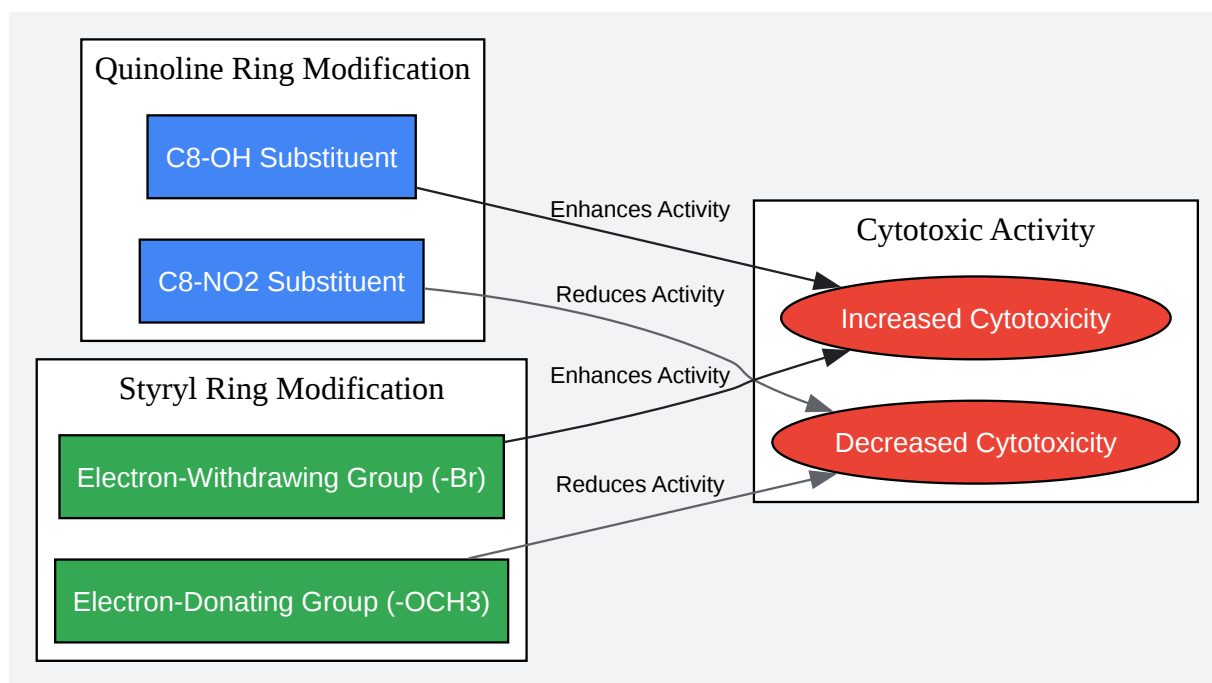 Quinoline Ring Modification
C8-OH Substituent
C8-NO2 Substituent
Styryl Ring Modification
Electron-Withdrawing Group (-Br)
Electron-Donating Group (-OCH3)
Enhances Activity
Reduces Activity
Enhances Activity
Reduces Activity
Cytotoxic Activity
Increased Cytotoxicity
Decreased Cytotoxicity